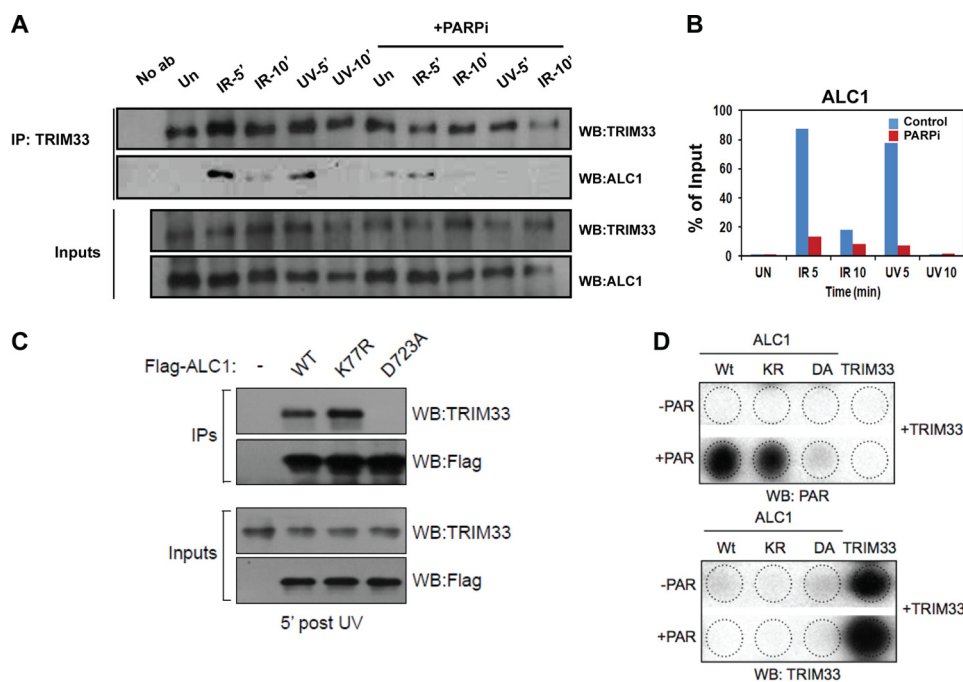 A
+PARPi
No ab Un IR-5' IR-10' UV-5' UV-10' Un IR-5' IR-10' UV-5' IR-10'
IP: TRIM33
WB:TRIM33
WB:ALC1
Inputs
WB:TRIM33
WB:ALC1
B
ALC1
Control
PARPi
% of Input
100
80
60
40
20
0
UN IR 5 IR 10 UV 5 UV 10
Time (min)
C
Flag-ALC1: - WT K77R D723A
IPs
WB:TRIM33
WB:Flag
Inputs
WB:TRIM33
WB:Flag
5' post UV
D
ALC1
Wt KR DA TRIM33
-PAR
+PAR
+TRIM33
WB: PAR
ALC1
Wt KR DA TRIM33
-PAR
+PAR
+TRIM33
WB: TRIM33